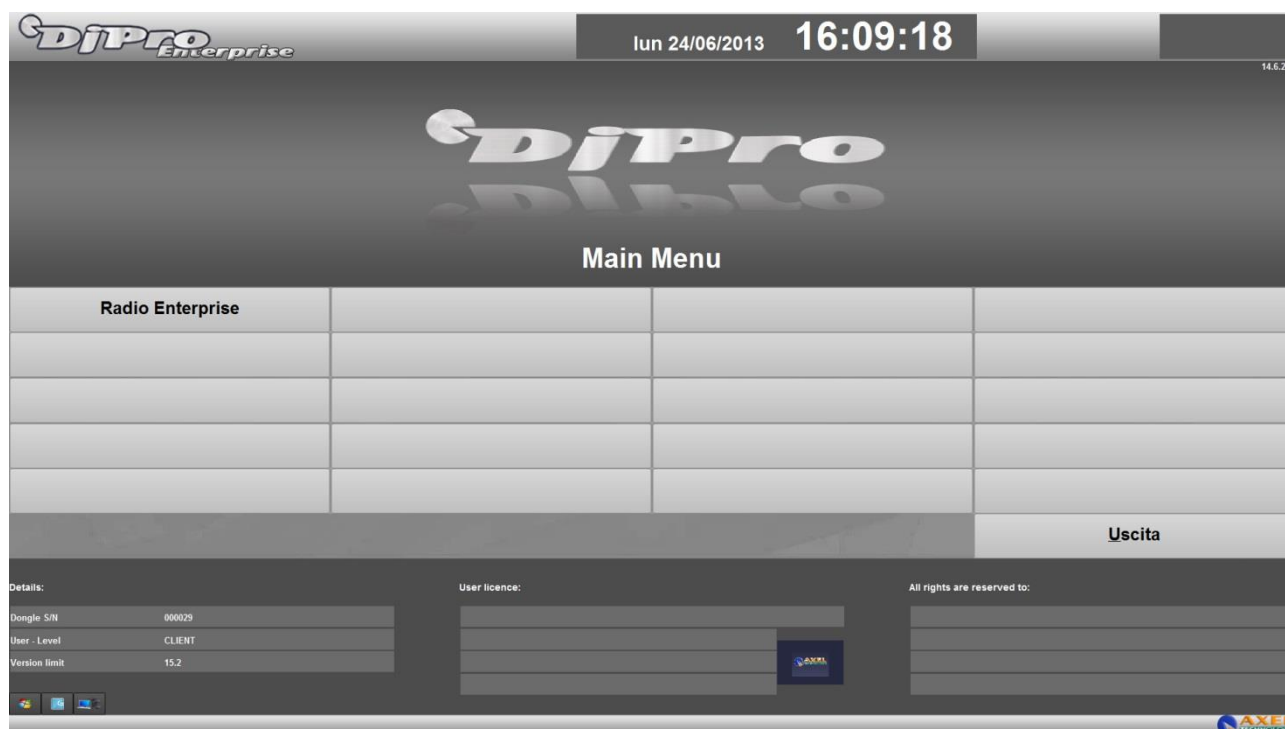 DjPro
Enterprise
lun 24/06/2013 16:09:18
14.6.2
DjPro
Main Menu
Radio Enterprise
Uscita
Details:
User licence:
All rights are reserved to:
Dongle S/N 000029
User - Level CLIENT
Version limit 15.2
AXEL
AXEL